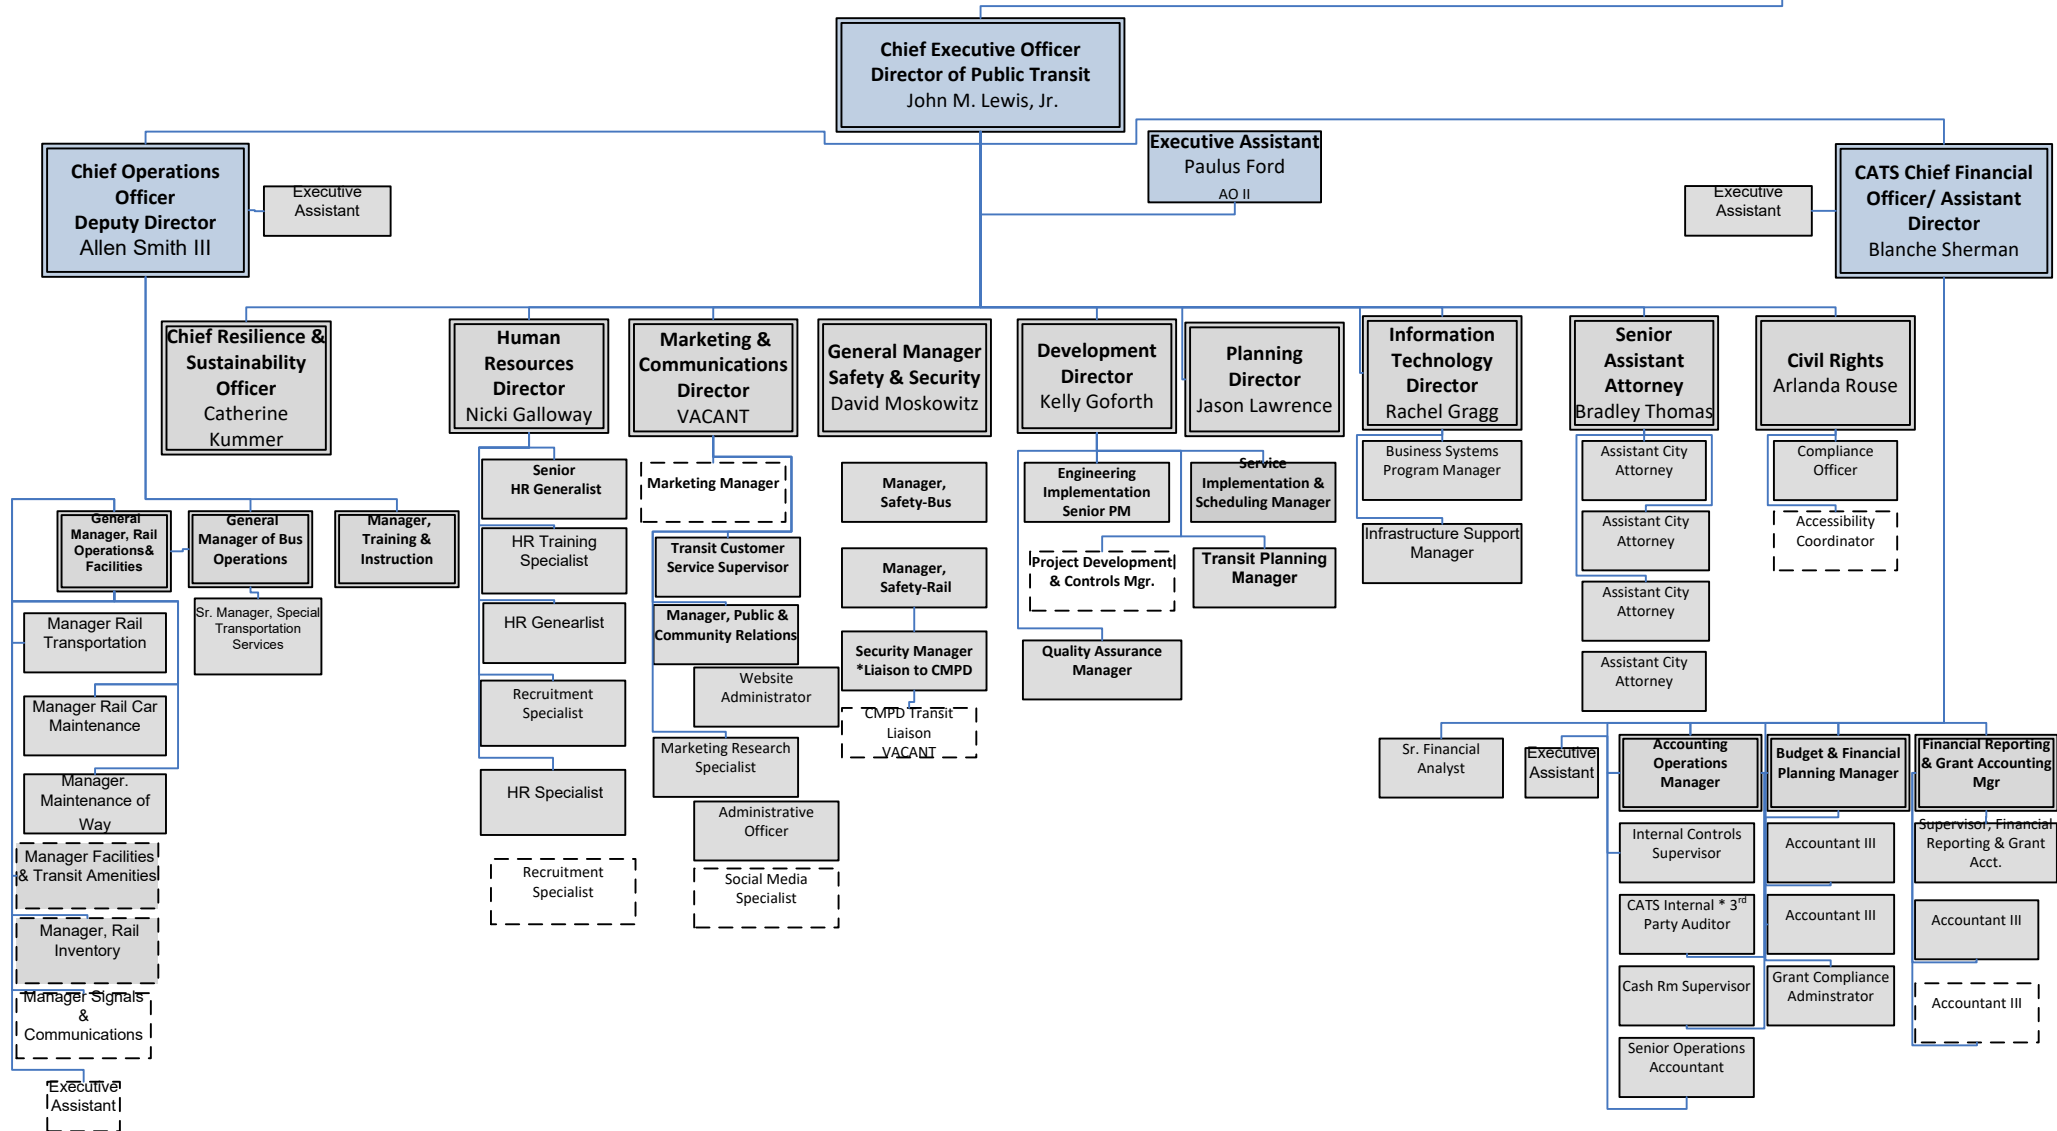 Chief Executive Officer
Director of Public Transit
John M. Lewis, Jr.
Executive Assistant
Paulus Ford
AO II
Chief Operations
Officer
Deputy Director
Allen Smith III
Executive
Assistant
Executive
Assistant
CATS Chief Financial
Officer/ Assistant
Director
Blanche Sherman
Chief Resilience &
Sustainability
Officer
Catherine
Kummer
Human
Resources
Director
Nicki Galloway
Marketing &
Communications
Director
VACANT
General Manager
Safety & Security
David Moskowitz
Development
Director
Kelly Goforth
Planning
Director
Jason Lawrence
Information
Technology
Director
Rachel Gragg
Senior
Assistant
Attorney
Bradley Thomas
Civil Rights
Arlanda Rouse
General
Manager, Rail
Operations&
Facilities
General
Manager of Bus
Operations
Manager,
Training &
Instruction
Manager Rail
Transportation
Sr. Manager, Special
Transportation
Services
Manager Rail Car
Maintenance
Manager.
Maintenance of
Way
Manager Facilities
& Transit Amenities
Manager, Rail
Inventory
Manager Signals
&
Communications
Executive
Assistant
Senior
HR Generalist
HR Training
Specialist
HR Genearlist
Recruitment
Specialist
HR Specialist
Recruitment
Specialist
Marketing Manager
Transit Customer
Service Supervisor
Manager, Public &
Community Relations
Website
Administrator
Marketing Research
Specialist
Administrative
Officer
Social Media
Specialist
Manager,
Safety-Bus
Manager,
Safety-Rail
Security Manager
*Liaison to CMPD
CMPD Transit
Liaison
VACANT
Engineering
Implementation
Senior PM
Project Development
& Controls Mgr.
Quality Assurance
Manager
Service
Implementation &
Scheduling Manager
Transit Planning
Manager
Business Systems
Program Manager
Infrastructure Support
Manager
Assistant City
Attorney
Assistant City
Attorney
Assistant City
Attorney
Assistant City
Attorney
Compliance
Officer
Accessibility
Coordinator
Sr. Financial
Analyst
Executive
Assistant
Accounting
Operations
Manager
Budget & Financial
Planning Manager
Financial Reporting
& Grant Accounting
Mgr
Internal Controls
Supervisor
CATS Internal * 3rd
Party Auditor
Cash Rm Supervisor
Senior Operations
Accountant
Accountant III
Accountant III
Grant Compliance
Adminstrator
Supervisor, Financial
Reporting & Grant
Acct.
Accountant III
Accountant III